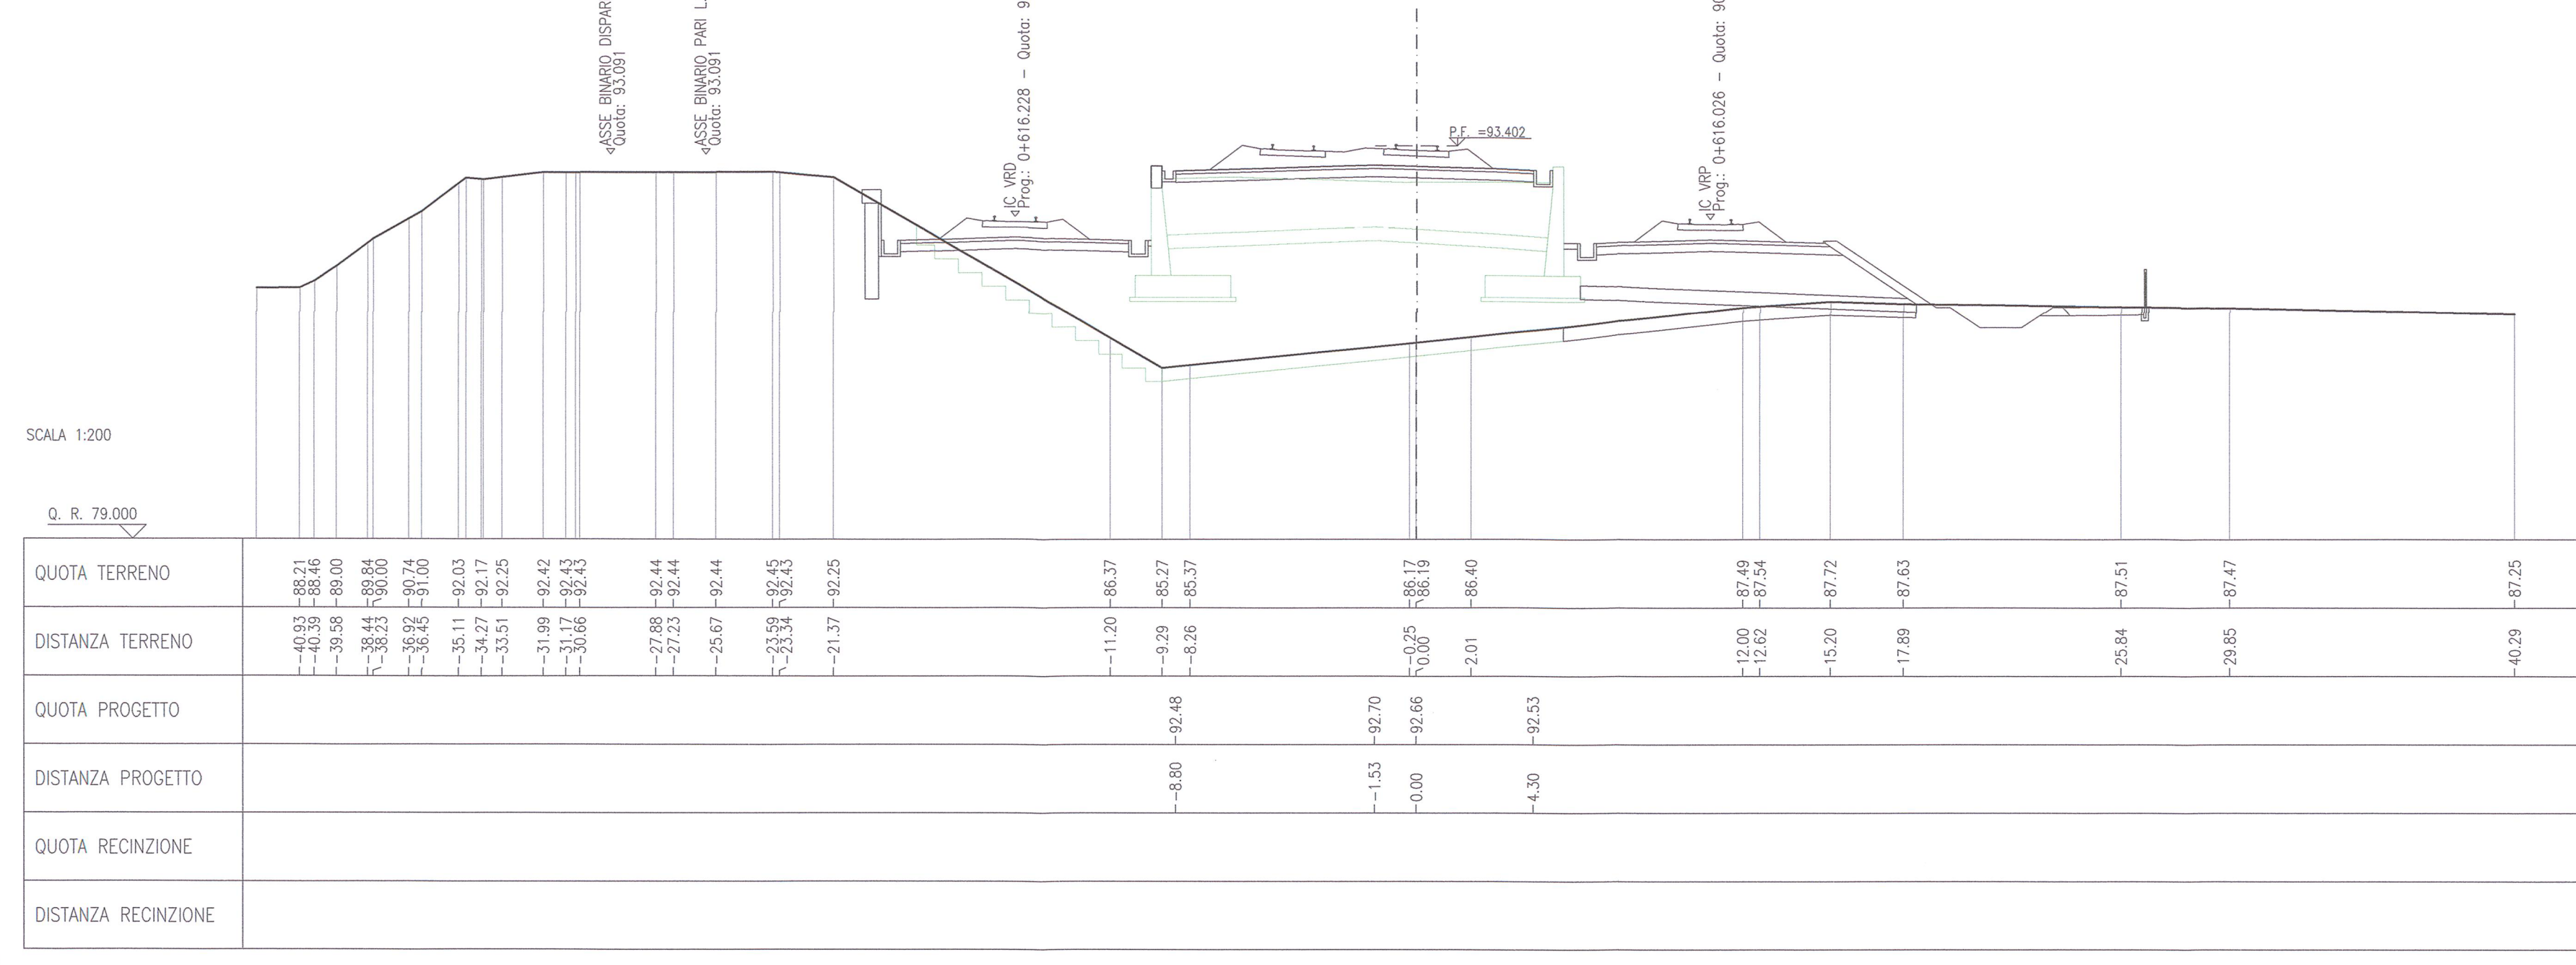 ASSE BINARIO DISPAR
Quota: 93.091
ASSE BINARIO PARI
Quota: 93.091
IC VRD
Prog.: 0+616.228 – Quota: 9
P.F. =93.402
IC VRP
Prog.: 0+616.026 – Quota: 90
SCALA 1:200
Q. R. 79.000
QUOTA TERRENO 88.21 88.46 89.00 89.84 90.00 90.74 91.00 92.03 92.17 92.25 92.42 92.43 92.43 92.44 92.44 92.44 92.45 92.43 92.25 86.37 85.27 85.37 86.17 86.19 86.40 87.49 87.54 87.72 87.63 87.51 87.47 87.25
DISTANZA TERRENO -40.93 -40.39 -39.58 -38.44 -38.23 -36.92 -36.45 -35.11 -34.27 -33.51 -31.99 -31.17 -30.66 -27.88 -27.23 -25.67 -23.59 -23.34 -21.37 -11.20 -9.29 -8.26 -0.25 0.00 2.01 12.00 12.62 15.20 17.89 25.84 29.85 40.29
QUOTA PROGETTO 92.48 92.70 92.66 92.53
DISTANZA PROGETTO -8.80 -1.53 0.00 4.30
QUOTA RECINZIONE
DISTANZA RECINZIONE